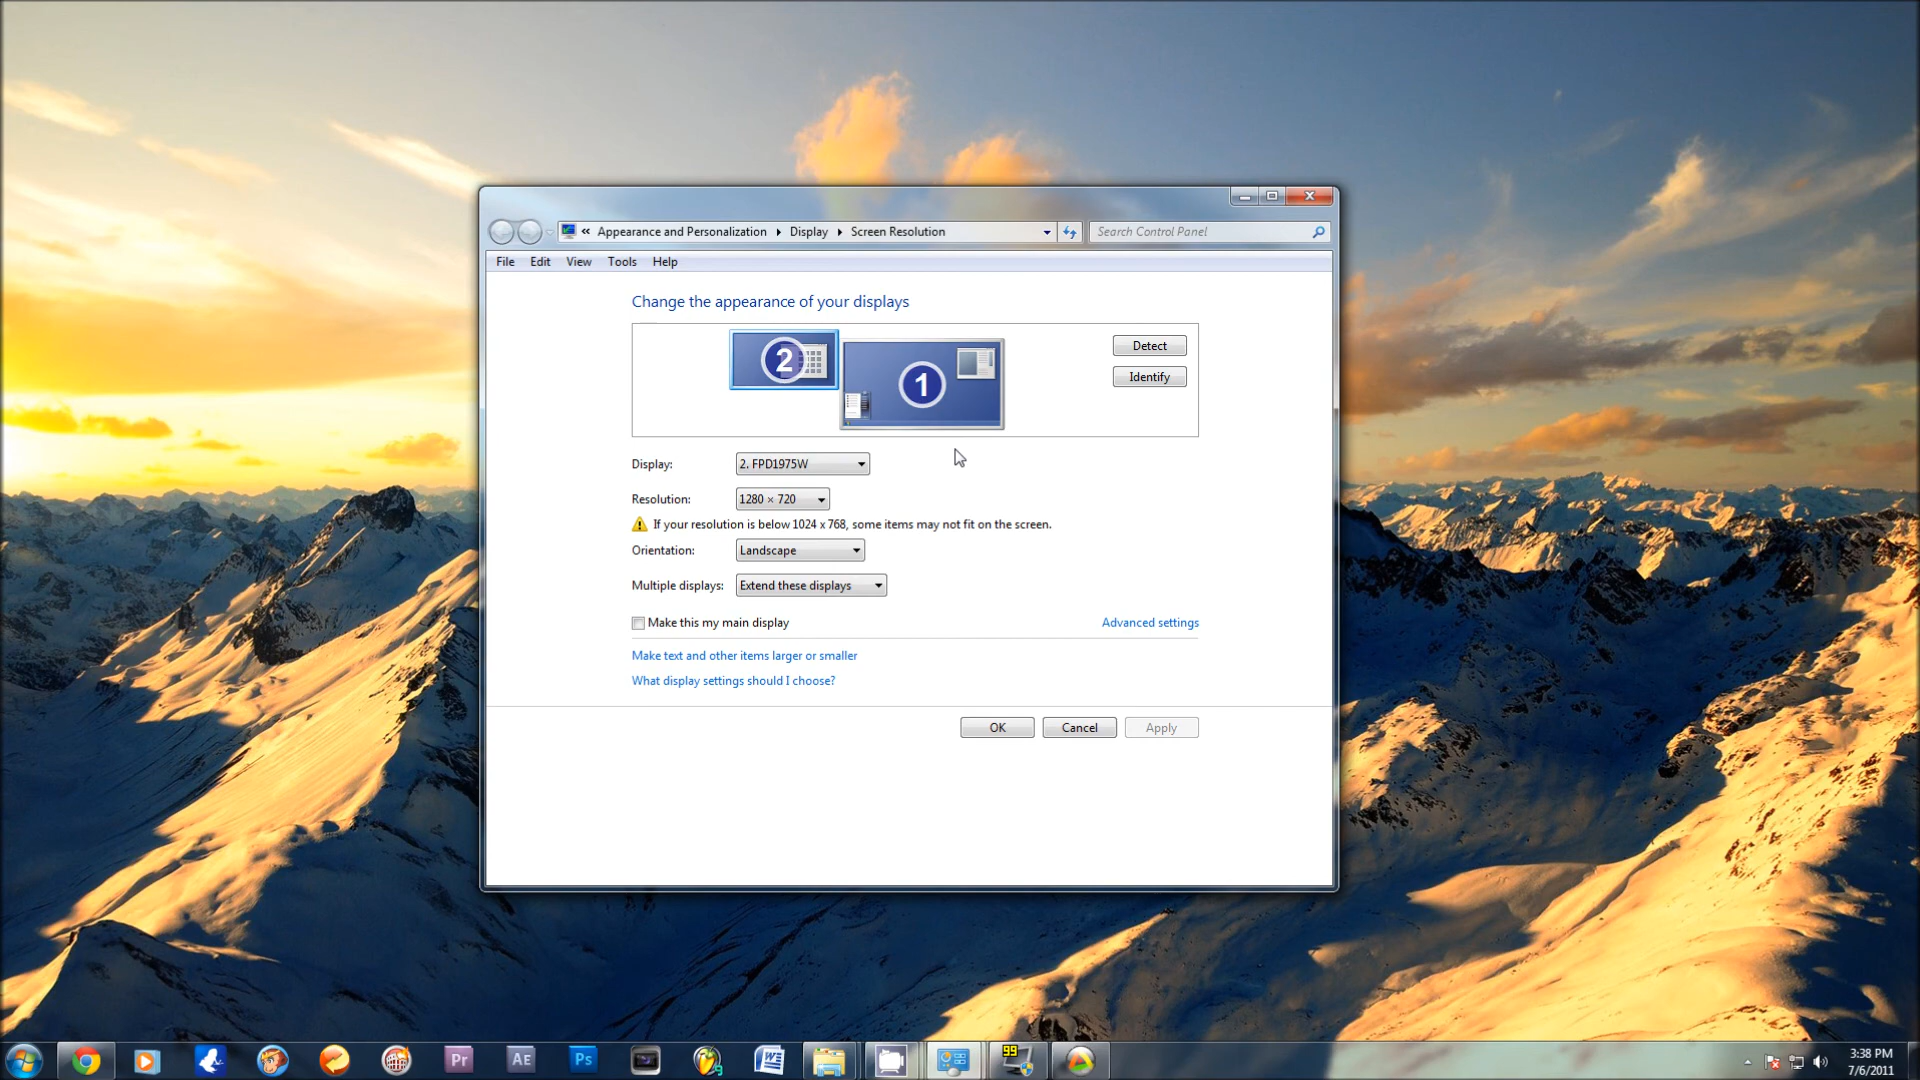 « Appearance and Personalization ▸ Display ▸ Screen Resolution
Search Control Panel
File Edit View Tools Help
Change the appearance of your displays
2
1
Detect
Identify
Display: 2. FPD1975W
Resolution: 1280 × 720
If your resolution is below 1024 x 768, some items may not fit on the screen.
Orientation: Landscape
Multiple displays: Extend these displays
Make this my main display
Advanced settings
Make text and other items larger or smaller
What display settings should I choose?
OK Cancel Apply
Pr AE Ps W 99
3:38 PM
7/6/2011